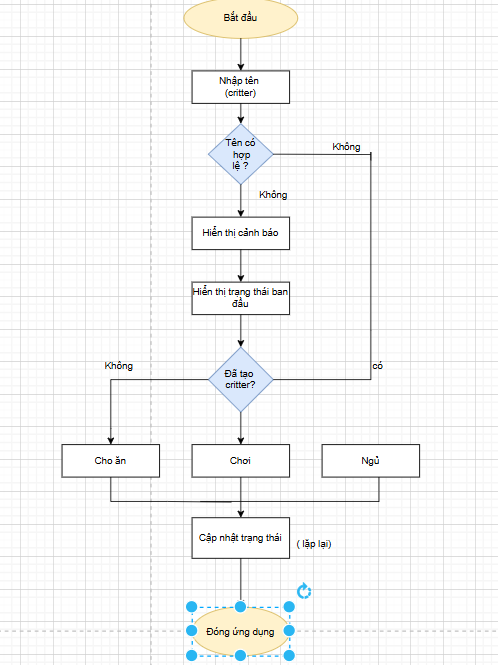 Bắt đầu
Nhập tên
(critter)
Tên có
hợp
lệ ?
Không
Không
Hiển thị cảnh báo
Hiển thị trạng thái ban
đầu
Không
Đã tạo
critter?
có
Cho ăn
Chơi
Ngủ
Cập nhật trạng thái
( lặp lại)
Đóng ứng dụng